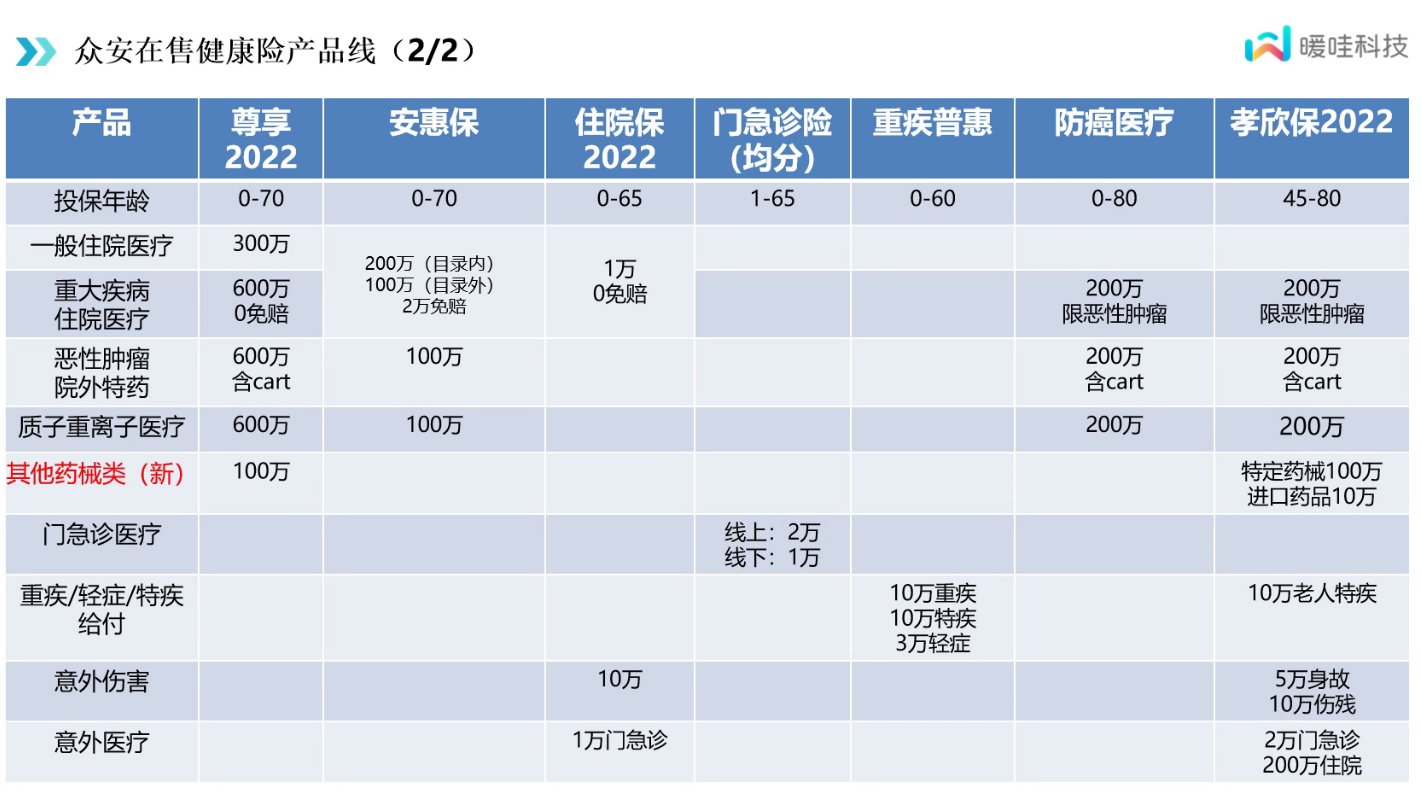 众安在售健康险产品线（2/2）
暖哇科技
产品
尊享
2022
安惠保
住院保
2022
门急诊险
（均分）
重疾普惠
防癌医疗
孝欣保2022
投保年龄
0-70
0-70
0-65
1-65
0-60
0-80
45-80
一般住院医疗
300万
200万（目录内）
100万（目录外）
2万免赔
1万
0免赔
重大疾病
住院医疗
600万
0免赔
200万
限恶性肿瘤
200万
限恶性肿瘤
恶性肿瘤
院外特药
600万
含cart
100万
200万
含cart
200万
含cart
质子重离子医疗
600万
100万
200万
200万
其他药械类（新）
100万
特定药械100万
进口药品10万
门急诊医疗
线上：2万
线下：1万
重疾/轻症/特疾
给付
10万重疾
10万特疾
3万轻症
10万老人特疾
意外伤害
10万
5万身故
10万伤残
意外医疗
1万门急诊
2万门急诊
200万住院